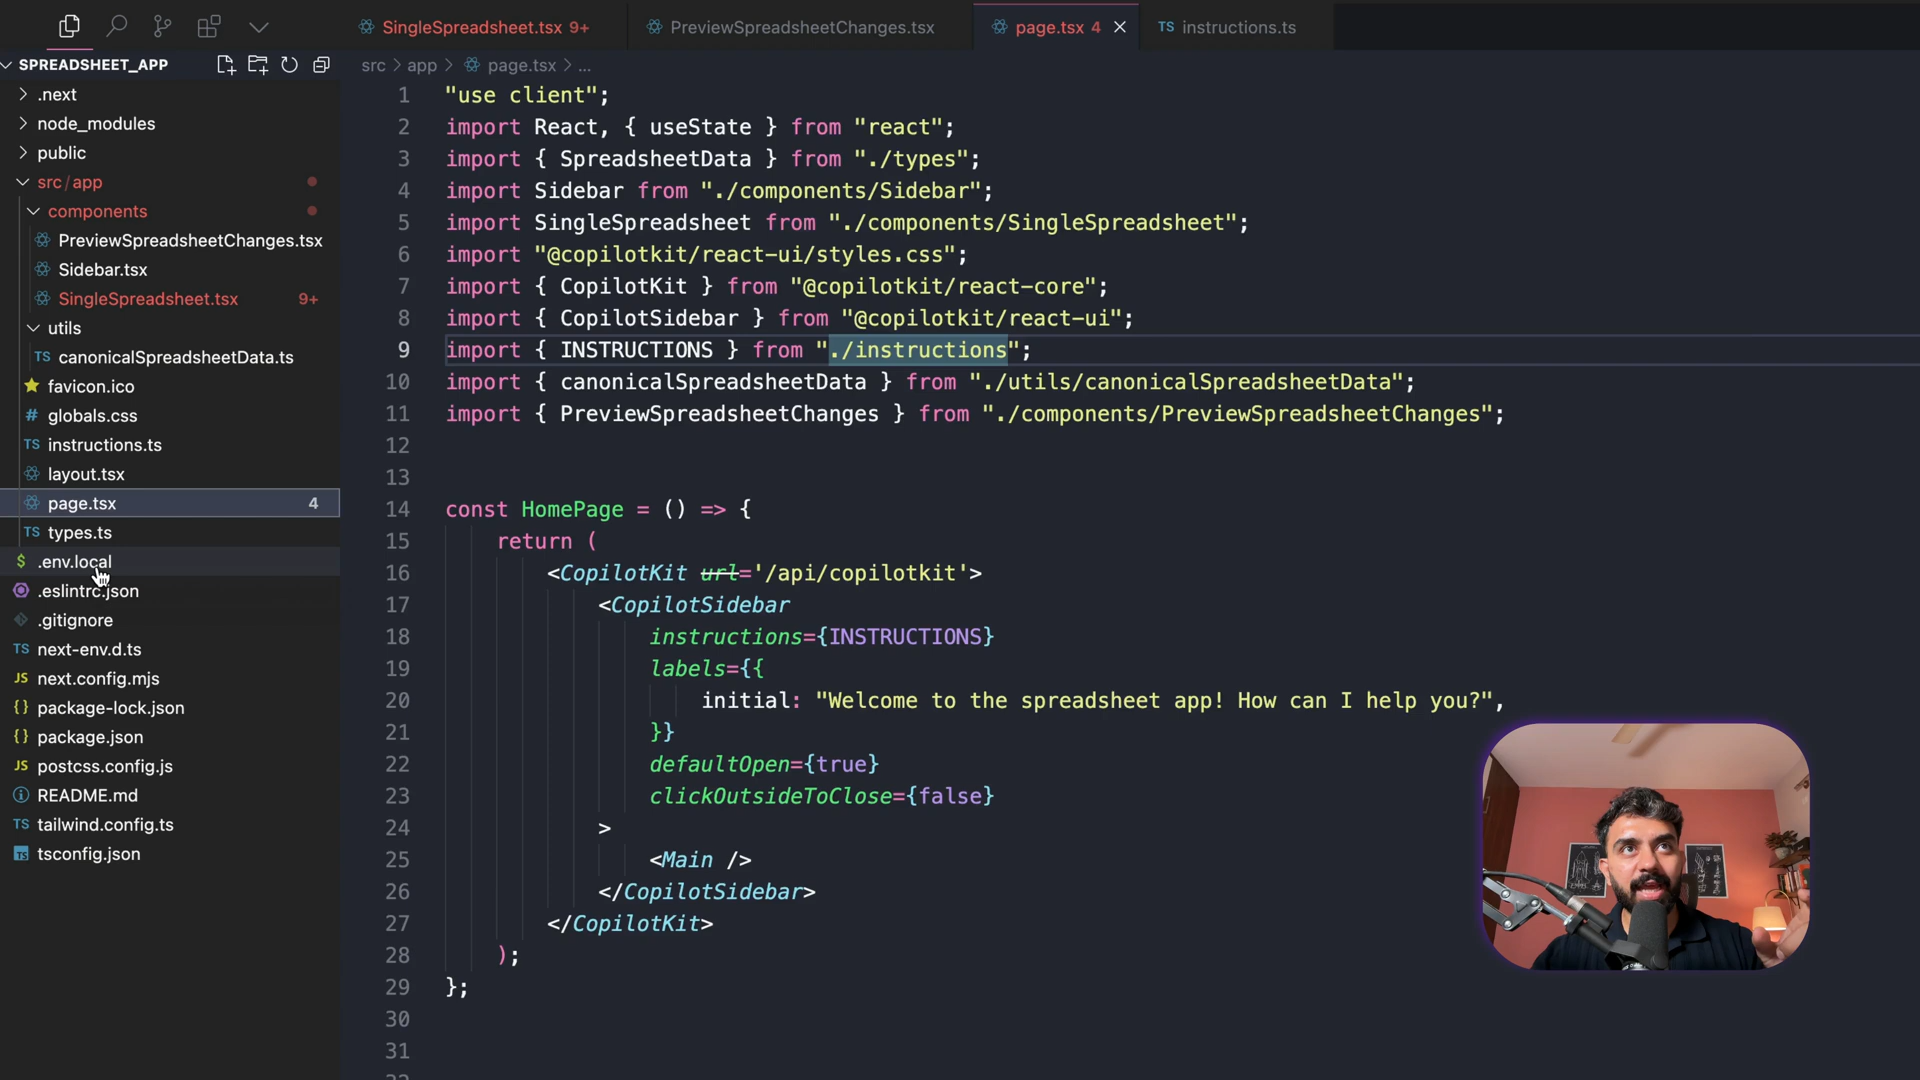 SingleSpreadsheet.tsx 9+
PreviewSpreadsheetChanges.tsx
page.tsx 4
TS instructions.ts
SPREADSHEET_APP
src > app > page.tsx > ...
.next
node_modules
public
src/app
components
PreviewSpreadsheetChanges.tsx
Sidebar.tsx
SingleSpreadsheet.tsx 9+
utils
TS canonicalSpreadsheetData.ts
favicon.ico
# globals.css
TS instructions.ts
layout.tsx
page.tsx 4
TS types.ts
$ .env.local
.eslintrc.json
.gitignore
TS next-env.d.ts
JS next.config.mjs
{} package-lock.json
{} package.json
JS postcss.config.js
README.md
TS tailwind.config.ts
TS tsconfig.json
1 "use client";
2 import React, { useState } from "react";
3 import { SpreadsheetData } from "./types";
4 import Sidebar from "./components/Sidebar";
5 import SingleSpreadsheet from "./components/SingleSpreadsheet";
6 import "@copilotkit/react-ui/styles.css";
7 import { CopilotKit } from "@copilotkit/react-core";
8 import { CopilotSidebar } from "@copilotkit/react-ui";
9 import { INSTRUCTIONS } from "./instructions";
10 import { canonicalSpreadsheetData } from "./utils/canonicalSpreadsheetData";
11 import { PreviewSpreadsheetChanges } from "./components/PreviewSpreadsheetChanges";
12
13
14 const HomePage = () => {
15 return (
16 <CopilotKit url='/api/copilotkit'>
17 <CopilotSidebar
18 instructions={INSTRUCTIONS}
19 labels={{
20 initial: "Welcome to the spreadsheet app! How can I help you?",
21 }}
22 defaultOpen={true}
23 clickOutsideToClose={false}
24 >
25 <Main />
26 </CopilotSidebar>
27 </CopilotKit>
28 );
29 };
30
31